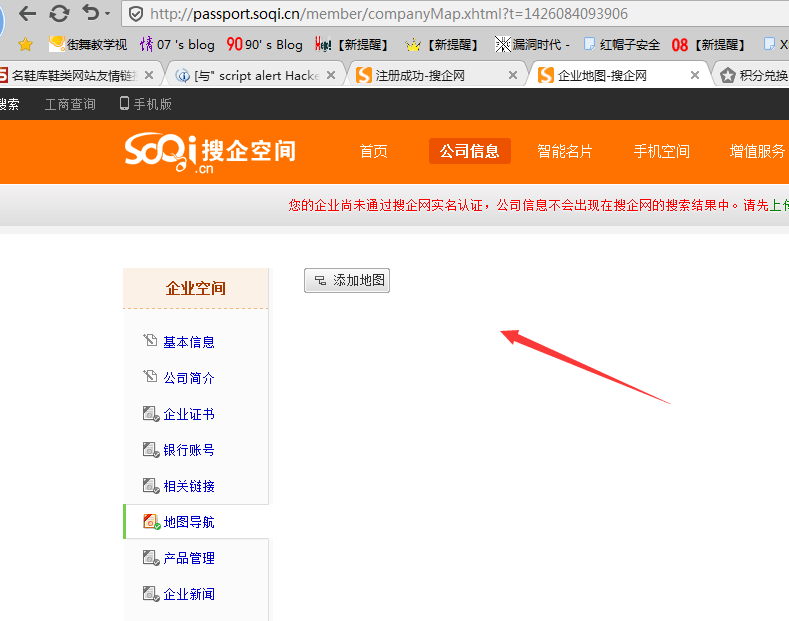 http://passport.soqi.cn/member/companyMap.xhtml?t=1426084093906
街舞教学视 情 07 's blog 90 90' s Blog 【新提醒】 【新提醒】 漏洞时代 - 红帽子安全 08 【新提醒】
名鞋库鞋类网站友情链 [与" script alert Hacke 注册成功-搜企网 企业地图-搜企网 积分兑换
搜索 工商查询 手机版
SoQi.cn 搜企空间 首页 公司信息 智能名片 手机空间 增值服务
您的企业尚未通过搜企网实名认证，公司信息不会出现在搜企网的搜索结果中。请先上传
企业空间
添加地图
基本信息
公司简介
企业证书
银行账号
相关链接
地图导航
产品管理
企业新闻